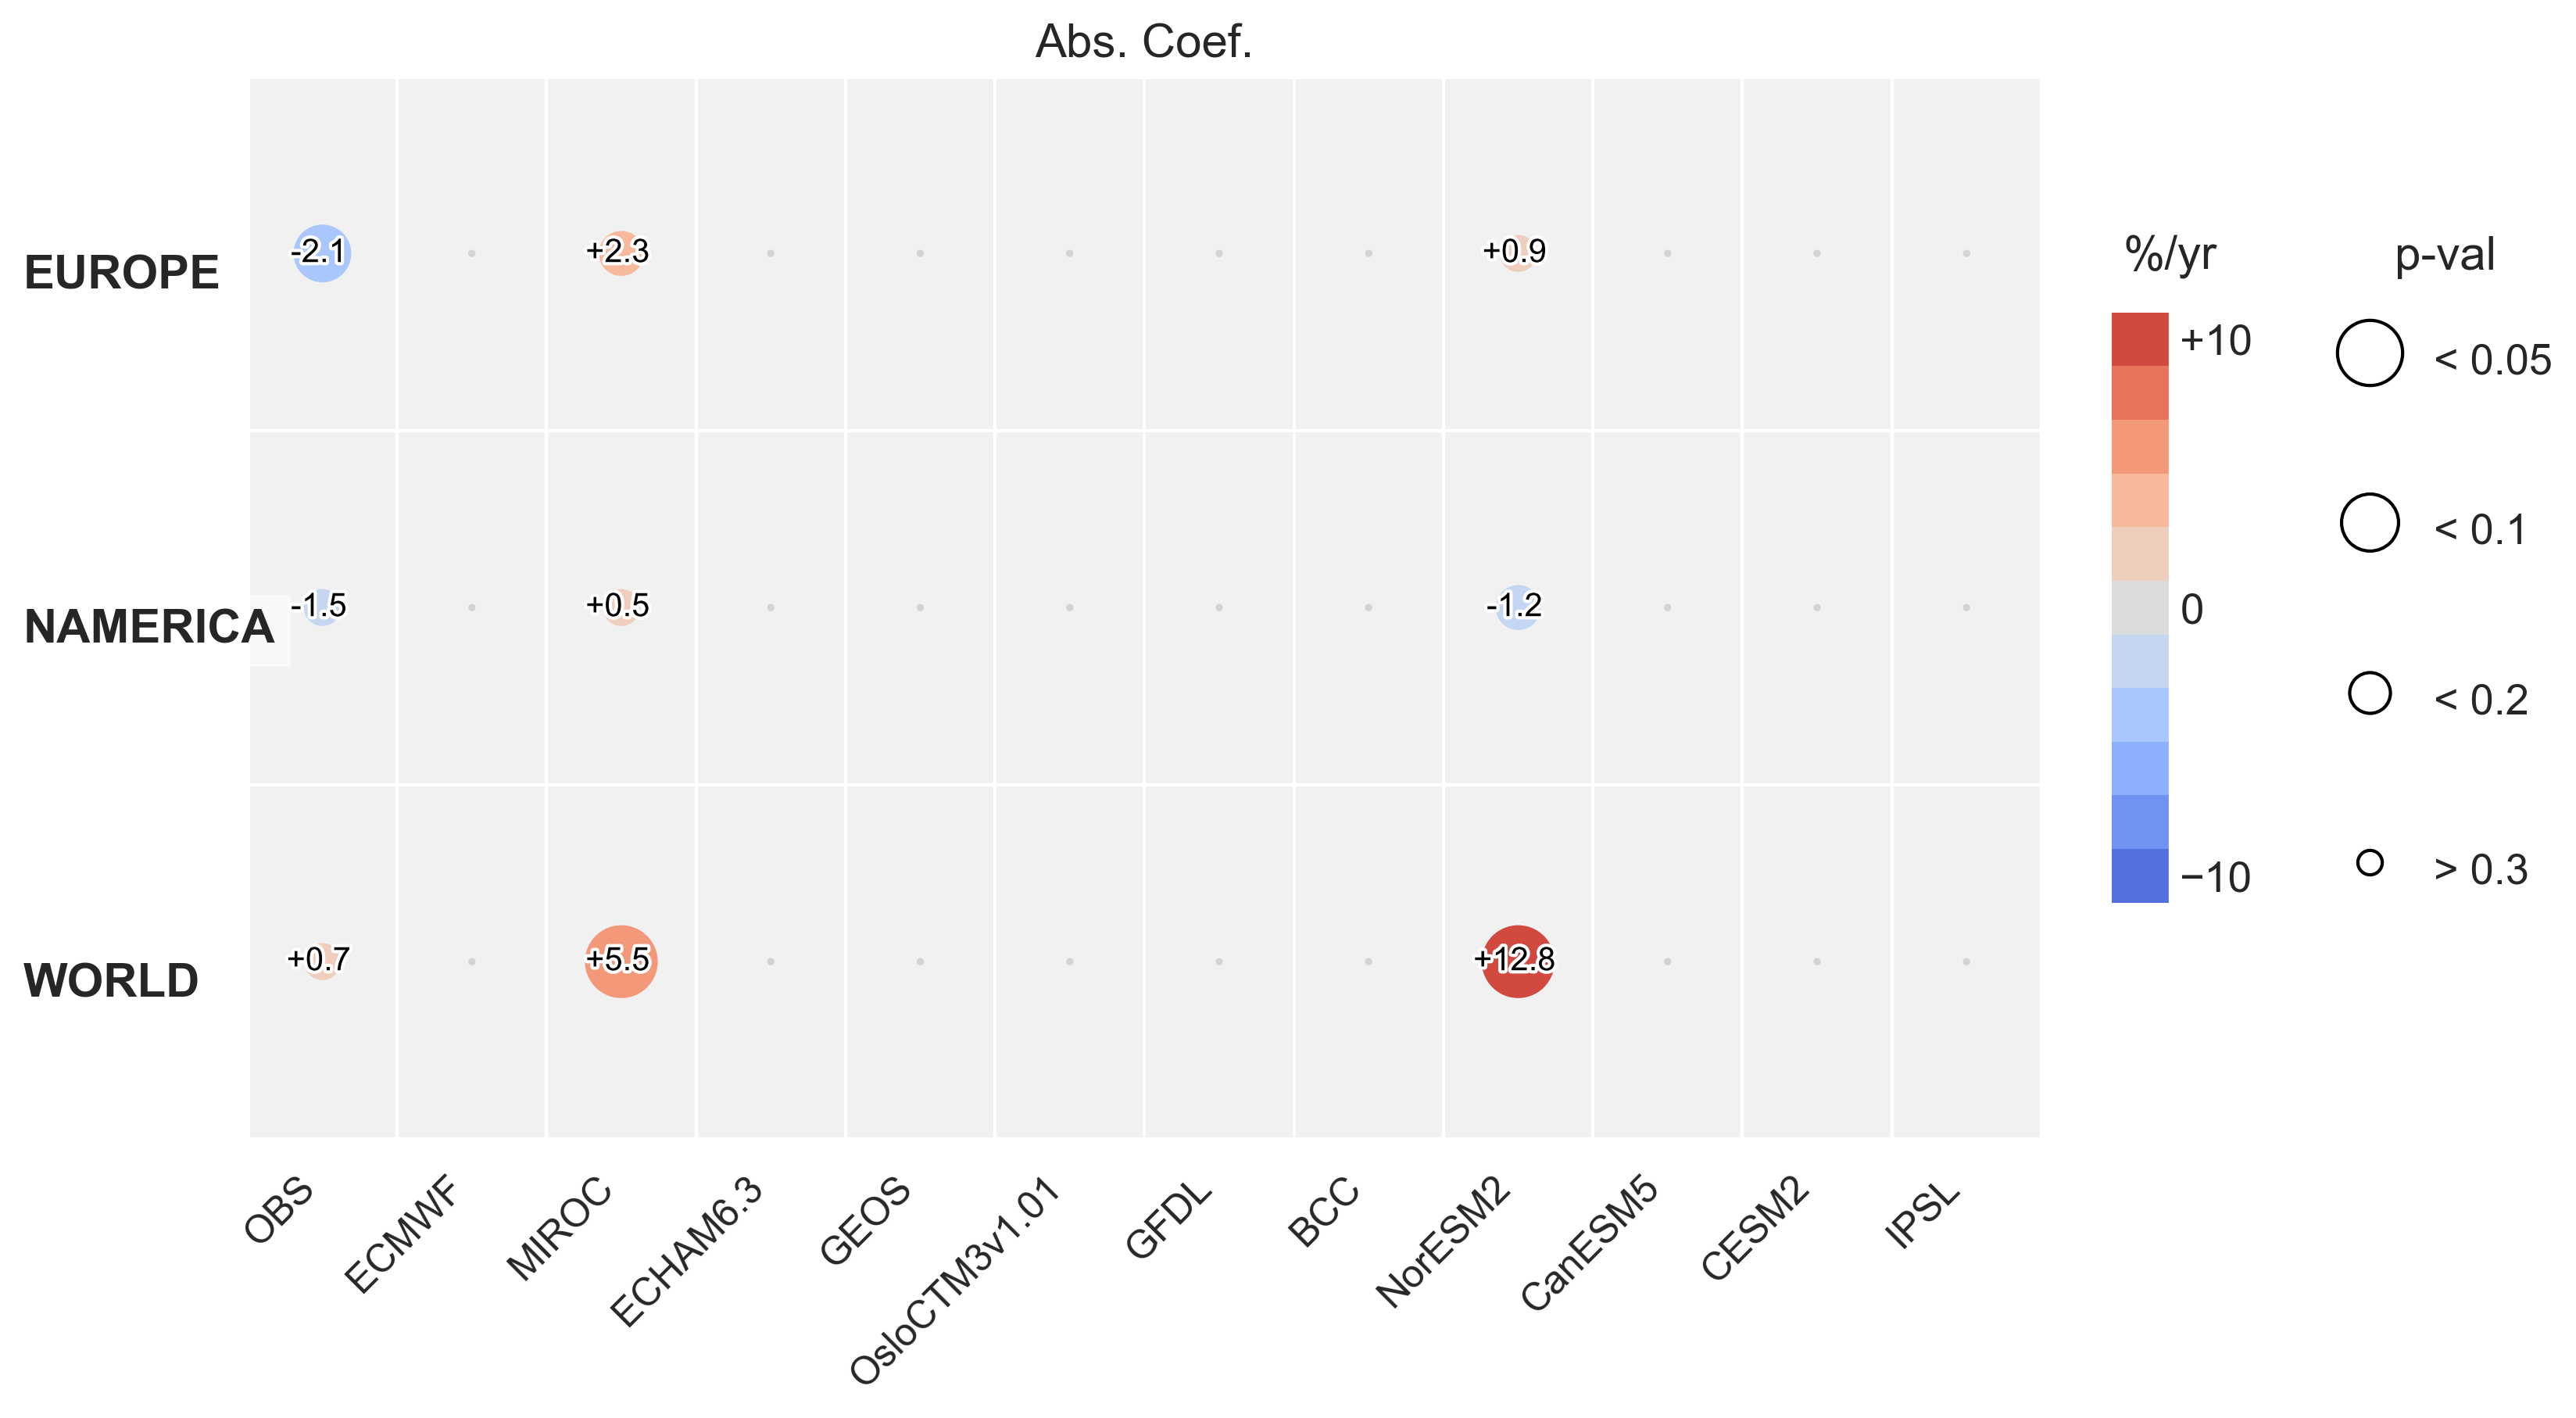 Abs. Coef.
EUROPE
-2.1
+2.3
+0.9
NAMERICA
-1.5
+0.5
-1.2
WORLD
+0.7
+5.5
+12.8
OBS
ECMWF
MIROC
ECHAM6.3
GEOS
OsloCTM3v1.01
GFDL
BCC
NorESM2
CanESM5
CESM2
IPSL
%/yr
+10
0
−10
p-val
< 0.05
< 0.1
< 0.2
> 0.3